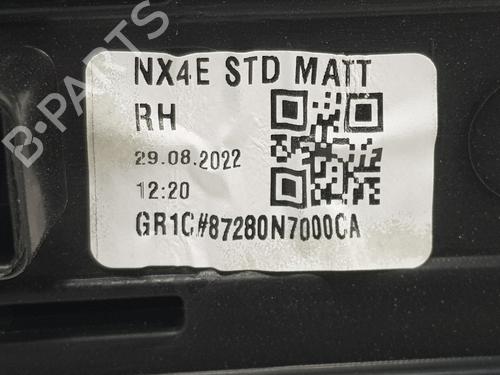 NX4E STD MATT
RH
29.08.2022
12:20
GR1C#87280N7000CA
B-PARTS